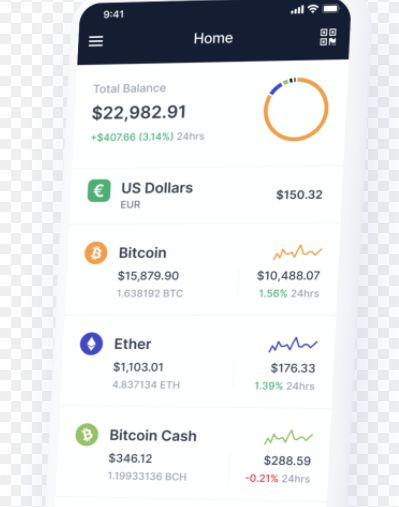 9:41
Home
Total Balance
$22,982.91
+$407.66 (3.14%) 24hrs
US Dollars
EUR
$150.32
Bitcoin
$15,879.90
1.638192 BTC
$10,488.07
1.56% 24hrs
Ether
$1,103.01
4.837134 ETH
$176.33
1.39% 24hrs
Bitcoin Cash
$346.12
1.19933136 BCH
$288.59
-0.21% 24hrs